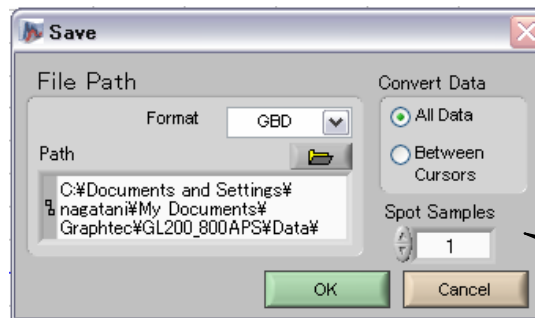 Save
File Path
Format
GBD
Path
C:¥Documents and Settings¥
nagatani¥My Documents¥
Graphtec¥GL200_800APS¥Data¥
Convert Data
All Data
Between
Cursors
Spot Samples
1
OK
Cancel